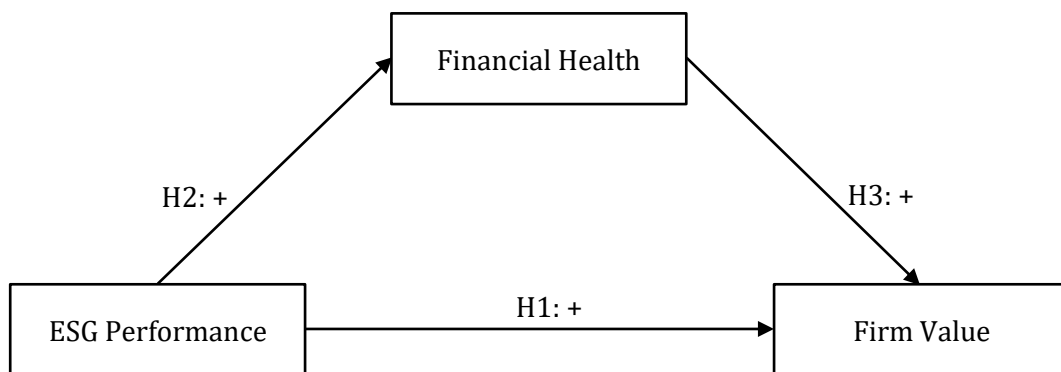 Financial Health
H2: +
H3: +
H1: +
ESG Performance
Firm Value